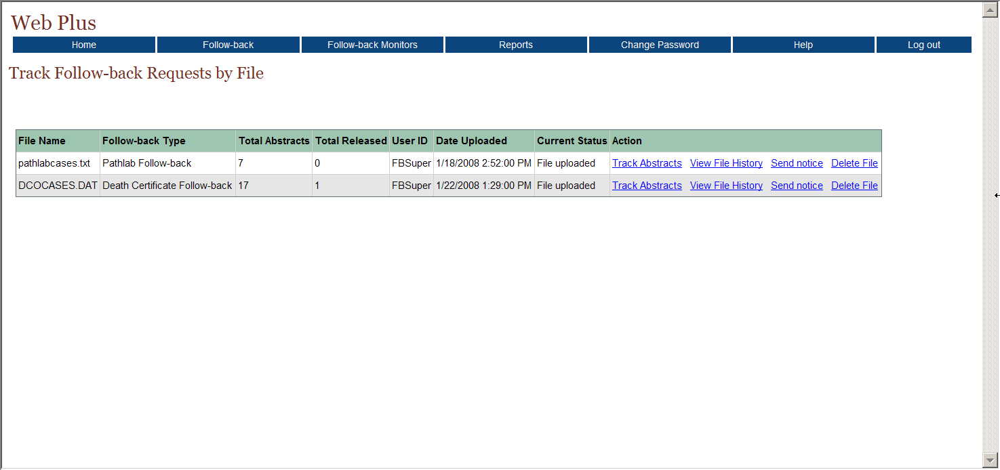 Web Plus
Home Follow-back Follow-back Monitors Reports Change Password Help Log out
Track Follow-back Requests by File
File Name Follow-back Type Total Abstracts Total Released User ID Date Uploaded Current Status Action
pathlabcases.txt Pathlab Follow-back 7 0 FBSuper 1/18/2008 2:52:00 PM File uploaded Track Abstracts View File History Send notice Delete File
DCOCASES.DAT Death Certificate Follow-back 17 1 FBSuper 1/22/2008 1:29:00 PM File uploaded Track Abstracts View File History Send notice Delete File